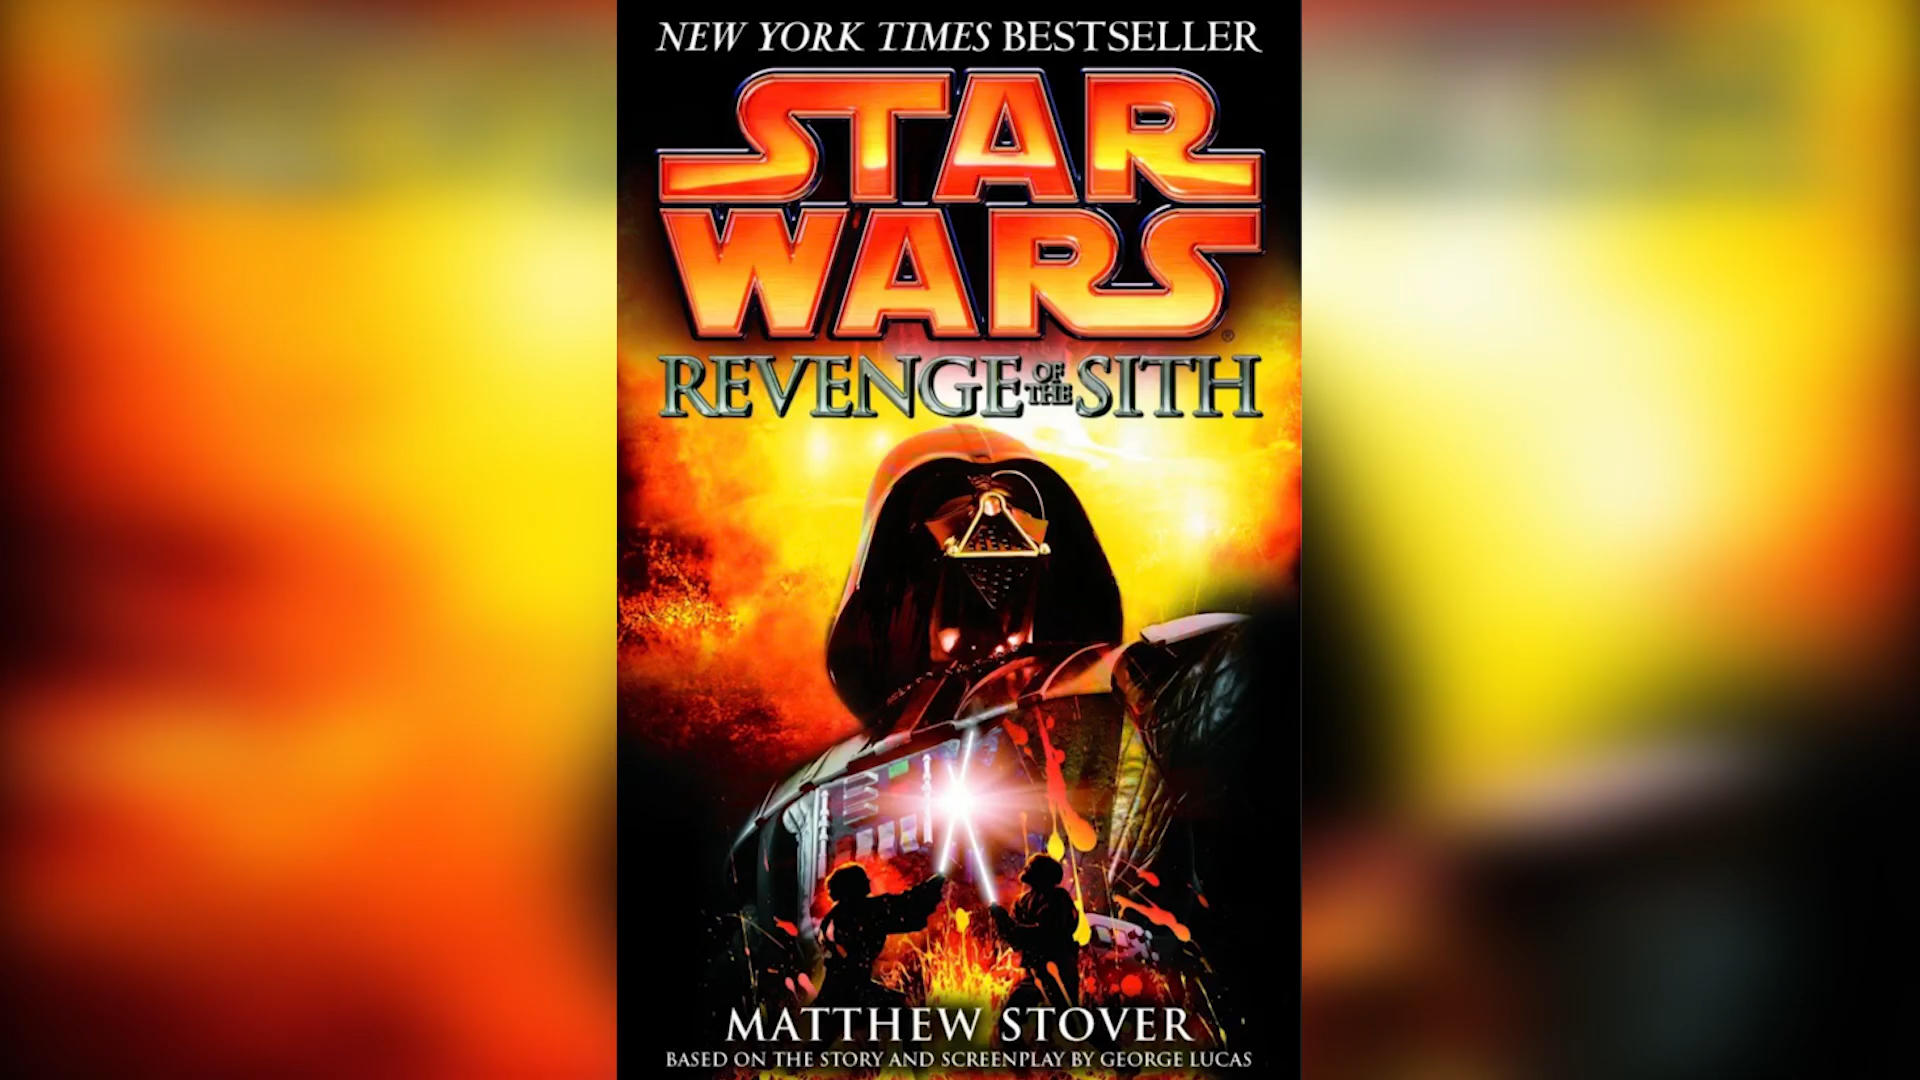 NEW YORK TIMES BESTSELLER
STAR
WARS®
REVENGE OF THE SITH
MATTHEW STOVER
BASED ON THE STORY AND SCREENPLAY BY GEORGE LUCAS